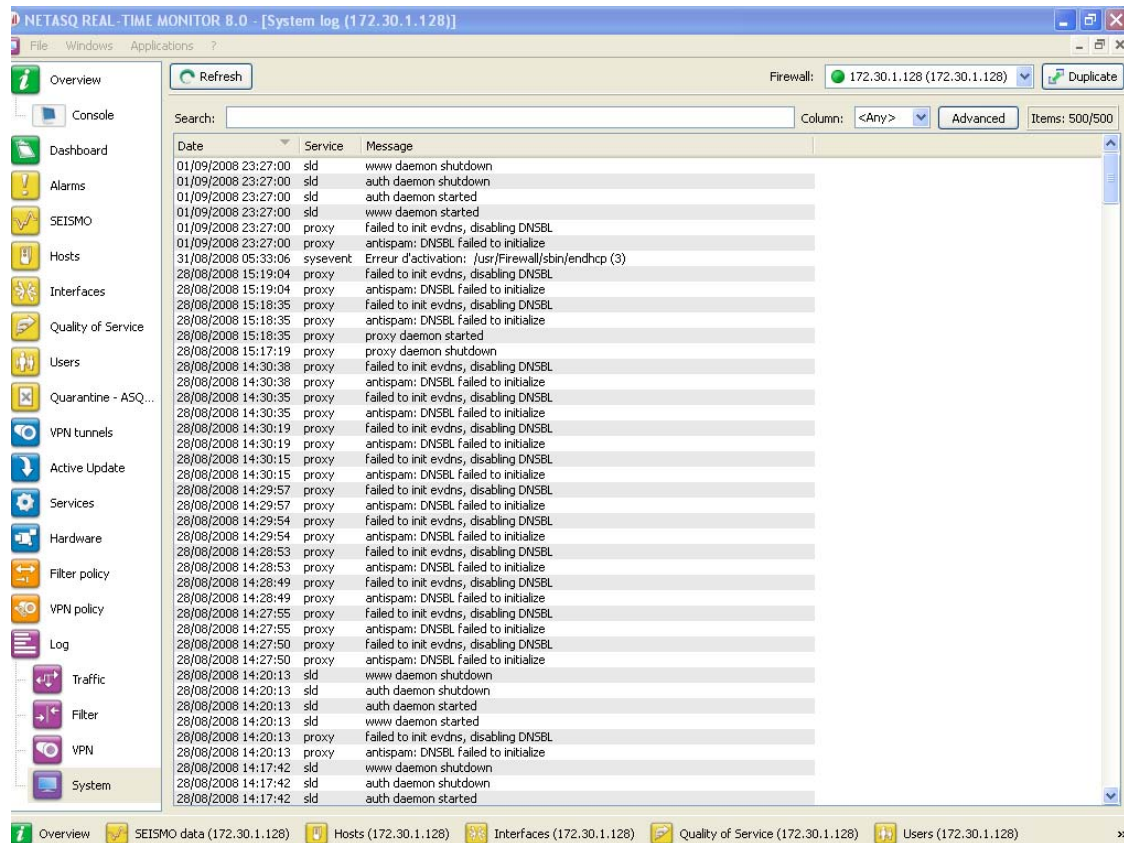 NETASQ REAL-TIME MONITOR 8.0 - [System log (172.30.1.128)]
File Windows Applications ?
Overview
Console
Dashboard
Alarms
SEISMO
Hosts
Interfaces
Quality of Service
Users
Quarantine - ASQ...
VPN tunnels
Active Update
Services
Hardware
Filter policy
VPN policy
Log
Traffic
Filter
VPN
System
Refresh
Firewall: 172.30.1.128 (172.30.1.128) Duplicate
Search: Column: <Any> Advanced Items: 500/500
Date Service Message
01/09/2008 23:27:00 sld www daemon shutdown
01/09/2008 23:27:00 sld auth daemon shutdown
01/09/2008 23:27:00 sld auth daemon started
01/09/2008 23:27:00 sld www daemon started
01/09/2008 23:27:00 proxy failed to init evdns, disabling DNSBL
01/09/2008 23:27:00 proxy antispam: DNSBL failed to initialize
31/08/2008 05:33:06 sysevent Erreur d'activation: /usr/Firewall/sbin/endhcp (3)
28/08/2008 15:19:04 proxy failed to init evdns, disabling DNSBL
28/08/2008 15:19:04 proxy antispam: DNSBL failed to initialize
28/08/2008 15:18:35 proxy failed to init evdns, disabling DNSBL
28/08/2008 15:18:35 proxy antispam: DNSBL failed to initialize
28/08/2008 15:18:35 proxy proxy daemon started
28/08/2008 15:17:19 proxy proxy daemon shutdown
28/08/2008 14:30:38 proxy failed to init evdns, disabling DNSBL
28/08/2008 14:30:38 proxy antispam: DNSBL failed to initialize
28/08/2008 14:30:35 proxy failed to init evdns, disabling DNSBL
28/08/2008 14:30:35 proxy antispam: DNSBL failed to initialize
28/08/2008 14:30:19 proxy failed to init evdns, disabling DNSBL
28/08/2008 14:30:19 proxy antispam: DNSBL failed to initialize
28/08/2008 14:30:15 proxy failed to init evdns, disabling DNSBL
28/08/2008 14:30:15 proxy antispam: DNSBL failed to initialize
28/08/2008 14:29:57 proxy failed to init evdns, disabling DNSBL
28/08/2008 14:29:57 proxy antispam: DNSBL failed to initialize
28/08/2008 14:29:54 proxy failed to init evdns, disabling DNSBL
28/08/2008 14:29:54 proxy antispam: DNSBL failed to initialize
28/08/2008 14:28:53 proxy failed to init evdns, disabling DNSBL
28/08/2008 14:28:53 proxy antispam: DNSBL failed to initialize
28/08/2008 14:28:49 proxy failed to init evdns, disabling DNSBL
28/08/2008 14:28:49 proxy antispam: DNSBL failed to initialize
28/08/2008 14:27:55 proxy failed to init evdns, disabling DNSBL
28/08/2008 14:27:55 proxy antispam: DNSBL failed to initialize
28/08/2008 14:27:50 proxy failed to init evdns, disabling DNSBL
28/08/2008 14:27:50 proxy antispam: DNSBL failed to initialize
28/08/2008 14:20:13 sld www daemon shutdown
28/08/2008 14:20:13 sld auth daemon shutdown
28/08/2008 14:20:13 sld auth daemon started
28/08/2008 14:20:13 sld www daemon started
28/08/2008 14:20:13 proxy failed to init evdns, disabling DNSBL
28/08/2008 14:20:13 proxy antispam: DNSBL failed to initialize
28/08/2008 14:17:42 sld www daemon shutdown
28/08/2008 14:17:42 sld auth daemon shutdown
28/08/2008 14:17:42 sld auth daemon started
Overview SEISMO data (172.30.1.128) Hosts (172.30.1.128) Interfaces (172.30.1.128) Quality of Service (172.30.1.128) Users (172.30.1.128) »